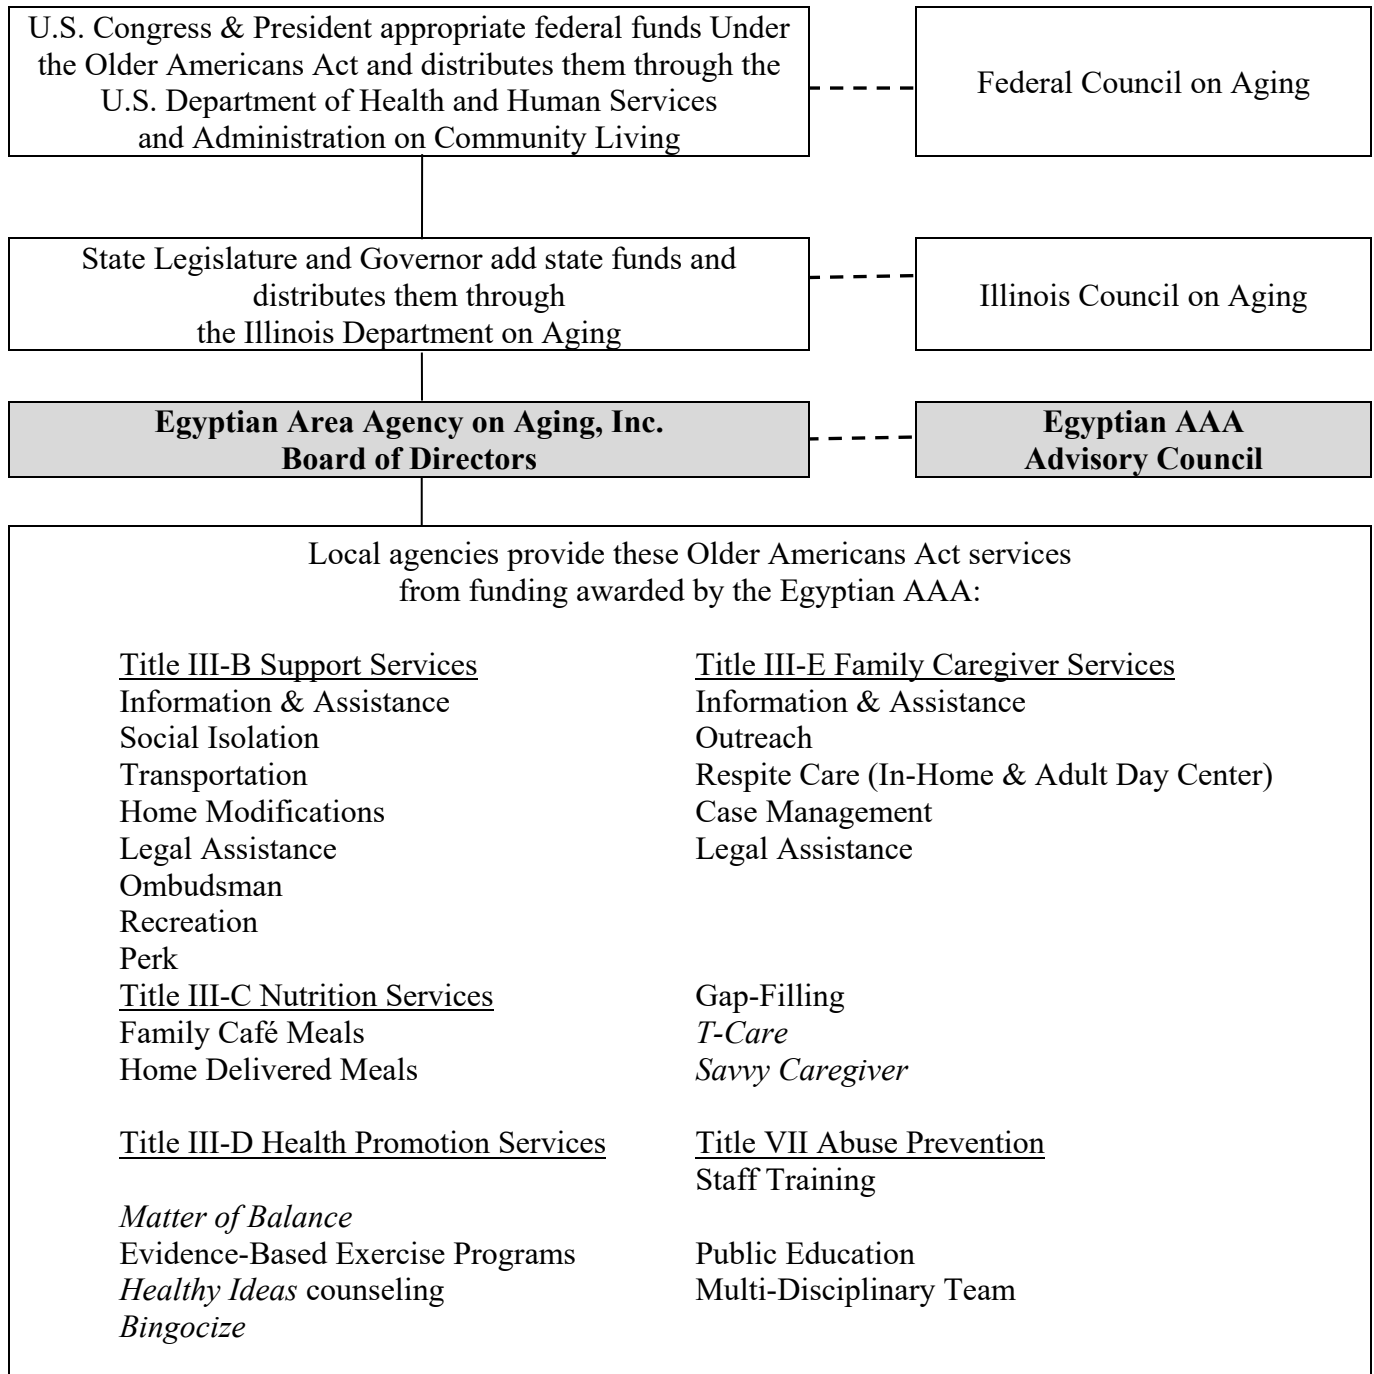 U.S. Congress & President appropriate federal funds Under
the Older Americans Act and distributes them through the
U.S. Department of Health and Human Services
and Administration on Community Living
Federal Council on Aging
State Legislature and Governor add state funds and
distributes them through
the Illinois Department on Aging
Illinois Council on Aging
Egyptian Area Agency on Aging, Inc.
Board of Directors
Egyptian AAA
Advisory Council
Local agencies provide these Older Americans Act services
from funding awarded by the Egyptian AAA:
Title III-B Support Services
Information & Assistance
Social Isolation
Transportation
Home Modifications
Legal Assistance
Ombudsman
Recreation
Perk
Title III-C Nutrition Services
Family Café Meals
Home Delivered Meals
Title III-D Health Promotion Services
Matter of Balance
Evidence-Based Exercise Programs
Healthy Ideas counseling
Bingocize
Title III-E Family Caregiver Services
Information & Assistance
Outreach
Respite Care (In-Home & Adult Day Center)
Case Management
Legal Assistance
Gap-Filling
T-Care
Savvy Caregiver
Title VII Abuse Prevention
Staff Training
Public Education
Multi-Disciplinary Team